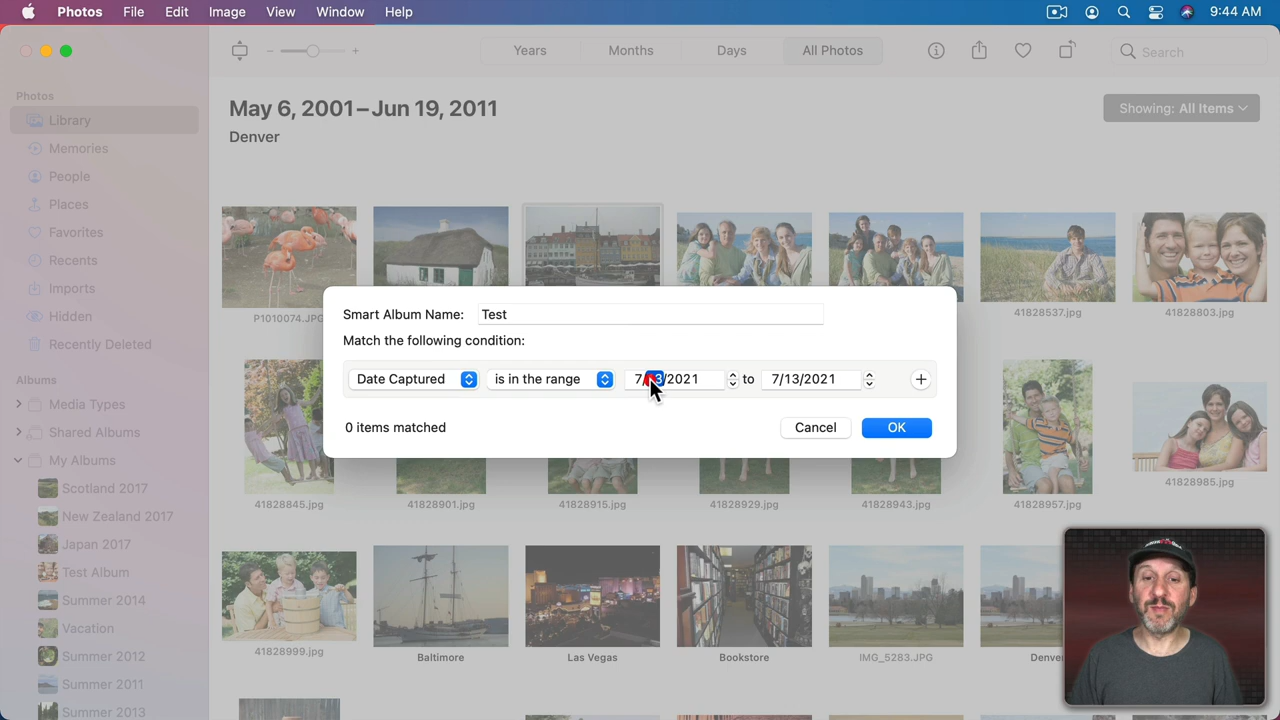 Photos File Edit Image View Window Help 9:44 AM
Years Months Days All Photos Search
Photos
Library
Memories
People
Places
Favorites
Recents
Imports
Hidden
Recently Deleted
Albums
Media Types
Shared Albums
My Albums
Scotland 2017
New Zealand 2017
Japan 2017
Test Album
Summer 2014
Vacation
Summer 2012
Summer 2011
Summer 2013
May 6, 2001 – Jun 19, 2011
Denver
Showing: All Items
P1010074.JPG
41828537.jpg
41828803.jpg
Smart Album Name: Test
Match the following condition:
Date Captured is in the range 7/13/2021 to 7/13/2021
0 items matched Cancel OK
41828845.jpg 41828901.jpg 41828915.jpg 41828929.jpg 41828943.jpg 41828957.jpg
41828985.jpg
41828999.jpg
Baltimore Las Vegas Bookstore IMG_5283.JPG